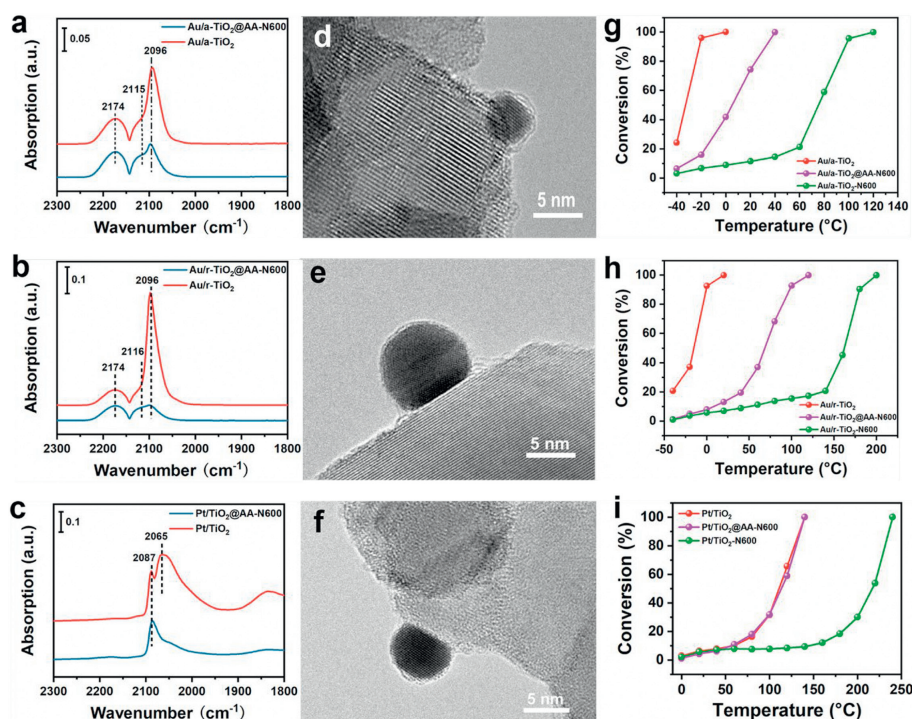 a
0.05
2174
2115
2096
Au/a-TiO₂@AA-N600
Au/a-TiO₂
Absorption (a.u.)
2300 2200 2100 2000 1900 1800
Wavenumber (cm⁻¹)
d
5 nm
g
Conversion (%)
100
80
60
40
20
0
Au/a-TiO₂
Au/a-TiO₂@AA-N600
Au/a-TiO₂-N600
-40 -20 0 20 40 60 80 100 120 140
Temperature (°C)
b
0.1
2174
2116
2096
Au/r-TiO₂@AA-N600
Au/r-TiO₂
Absorption (a.u.)
2300 2200 2100 2000 1900 1800
Wavenumber (cm⁻¹)
e
5 nm
h
Conversion (%)
100
80
60
40
20
0
Au/r-TiO₂
Au/r-TiO₂@AA-N600
Au/r-TiO₂-N600
-50 0 50 100 150 200
Temperature (°C)
c
0.1
2087
2065
Pt/TiO₂@AA-N600
Pt/TiO₂
Absorption (a.u.)
2300 2200 2100 2000 1900 1800
Wavenumber (cm⁻¹)
f
5 nm
i
Conversion (%)
100
80
60
40
20
0
Pt/TiO₂
Pt/TiO₂@AA-N600
Pt/TiO₂-N600
0 50 100 150 200 250
Temperature (°C)